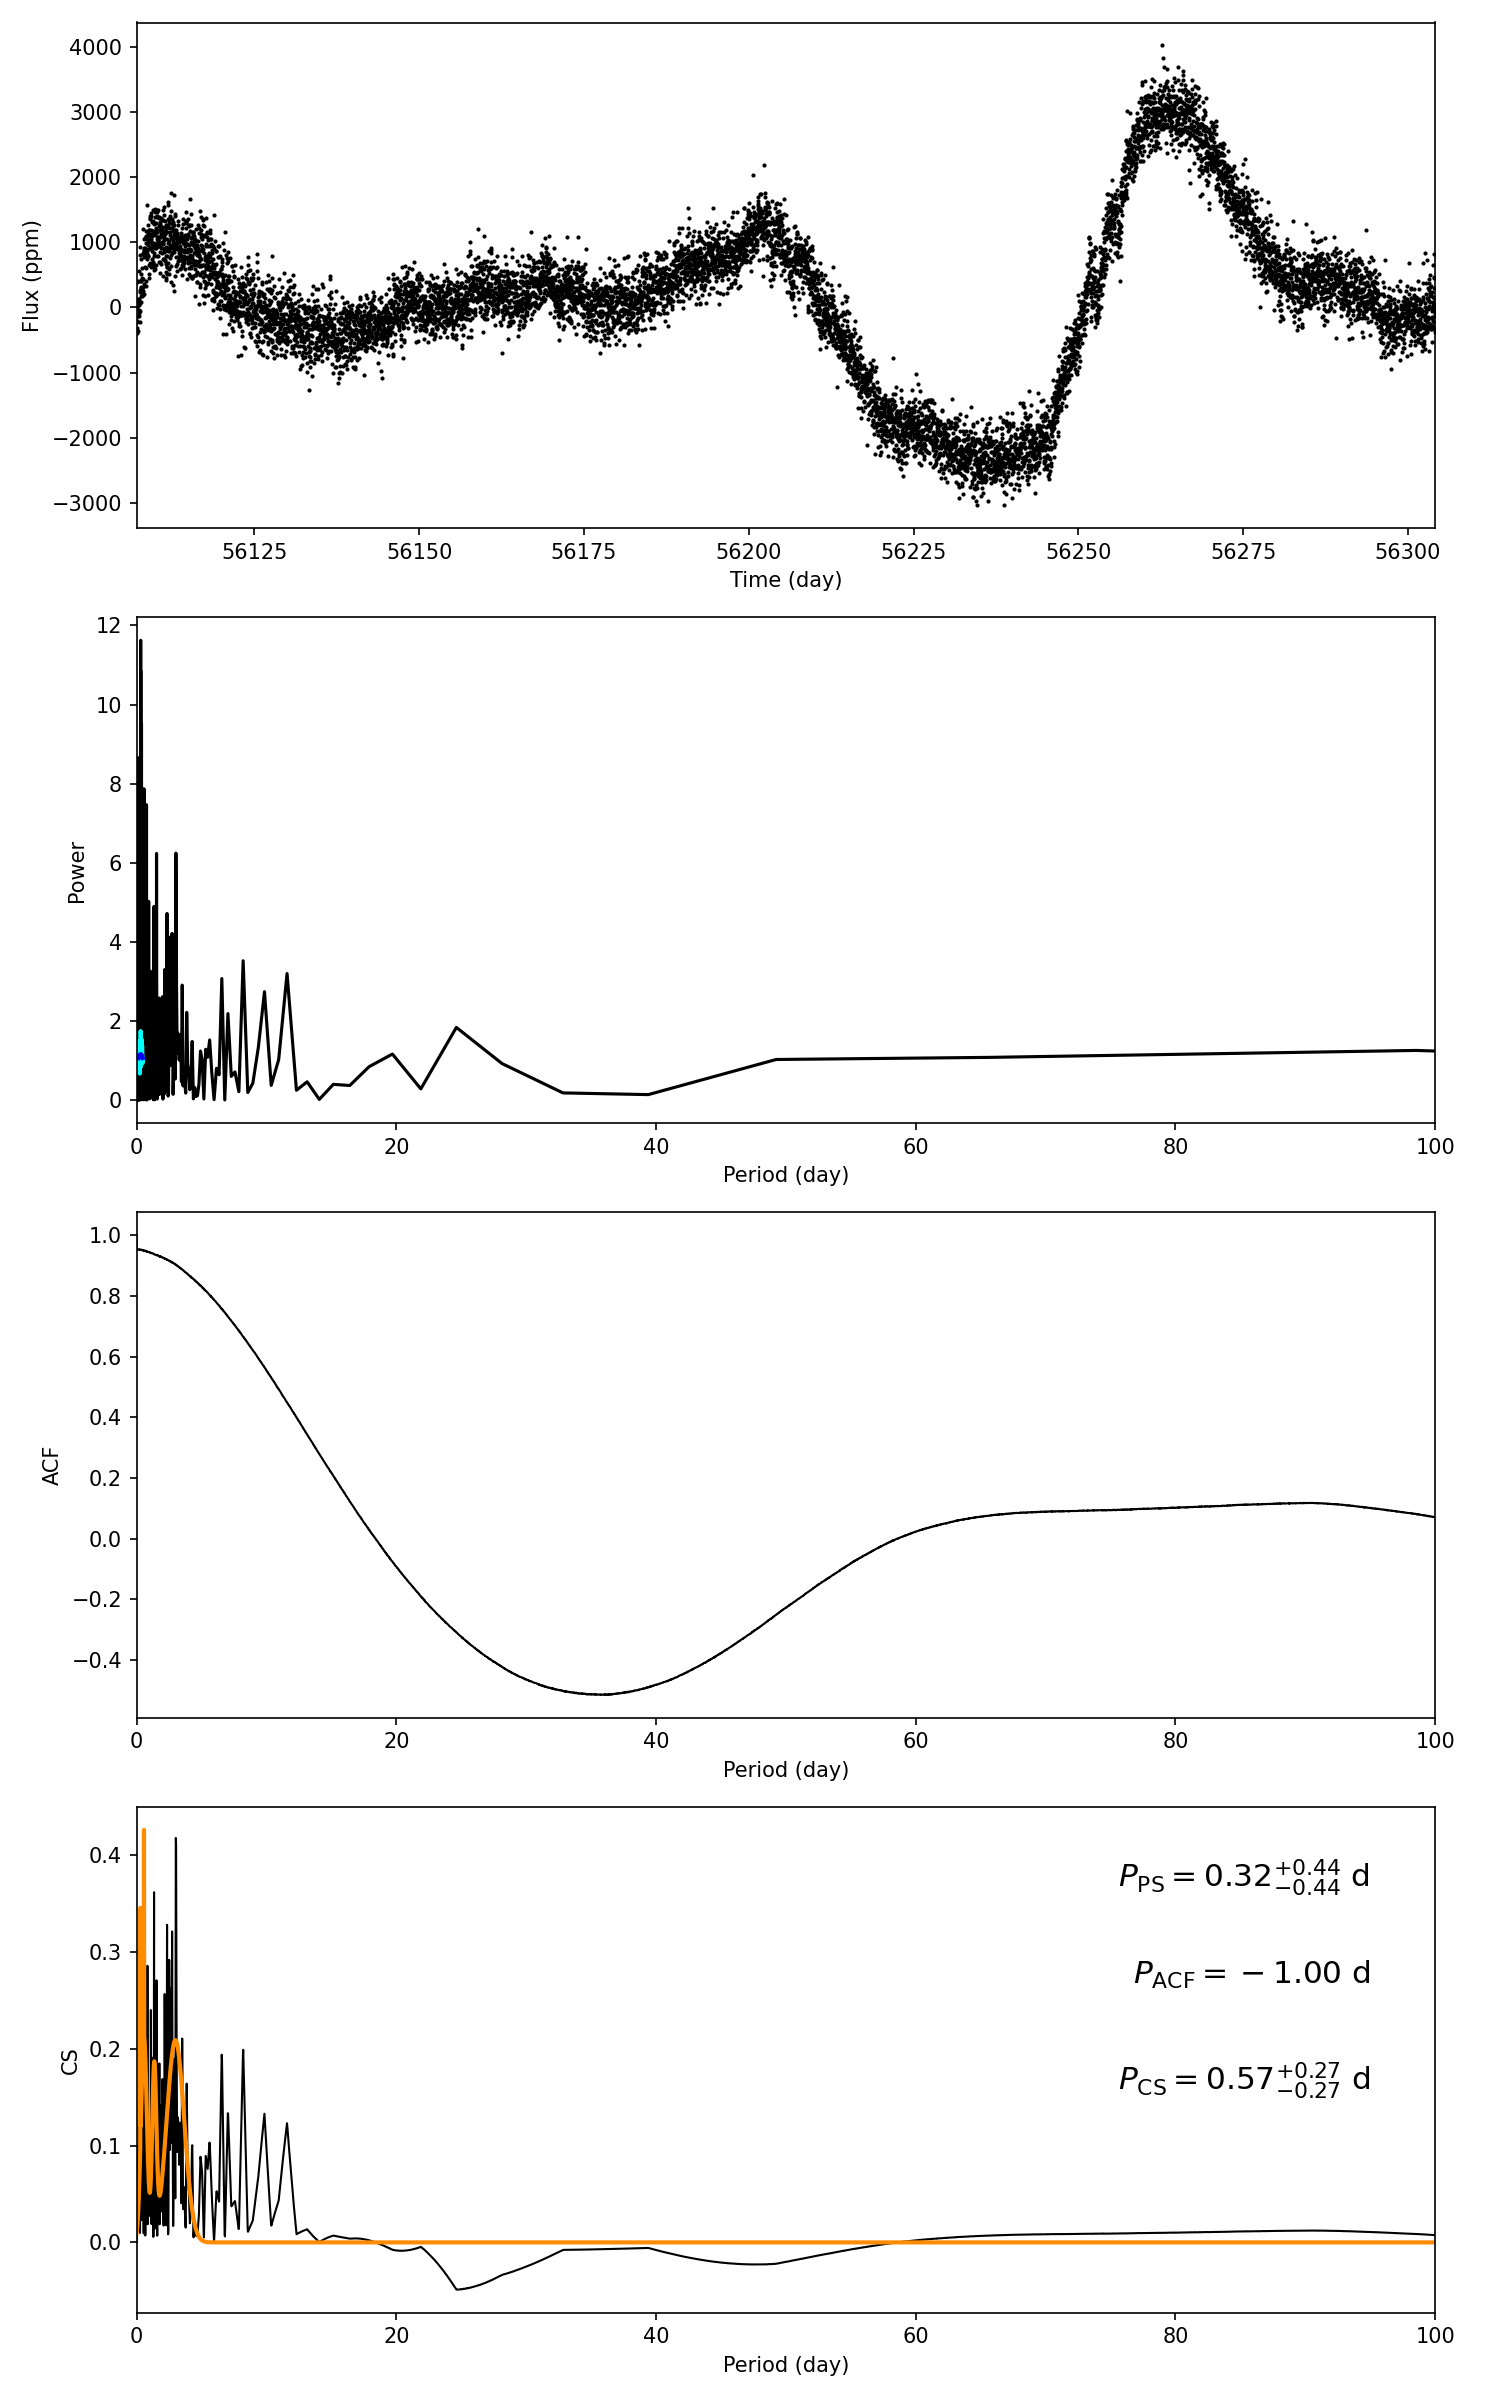 4000
3000
2000
1000
0
−1000
−2000
−3000
Flux (ppm)
56125 56150 56175 56200 56225 56250 56275 56300
Time (day)
12
10
8
6
4
2
0
Power
0 20 40 60 80 100
Period (day)
1.0
0.8
0.6
0.4
0.2
0.0
−0.2
−0.4
ACF
0 20 40 60 80 100
Period (day)
0.4
0.3
0.2
0.1
0.0
CS
P_PS = 0.32 +0.44 −0.44 d
P_ACF = −1.00 d
P_CS = 0.57 +0.27 −0.27 d
0 20 40 60 80 100
Period (day)